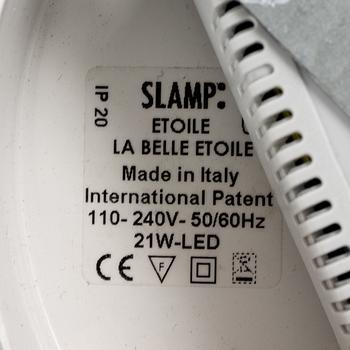 IP 20
SLAMP:
ETOILE
LA BELLE ETOILE
Made in Italy
International Patent
110- 240V- 50/60Hz
21W-LED
CE F